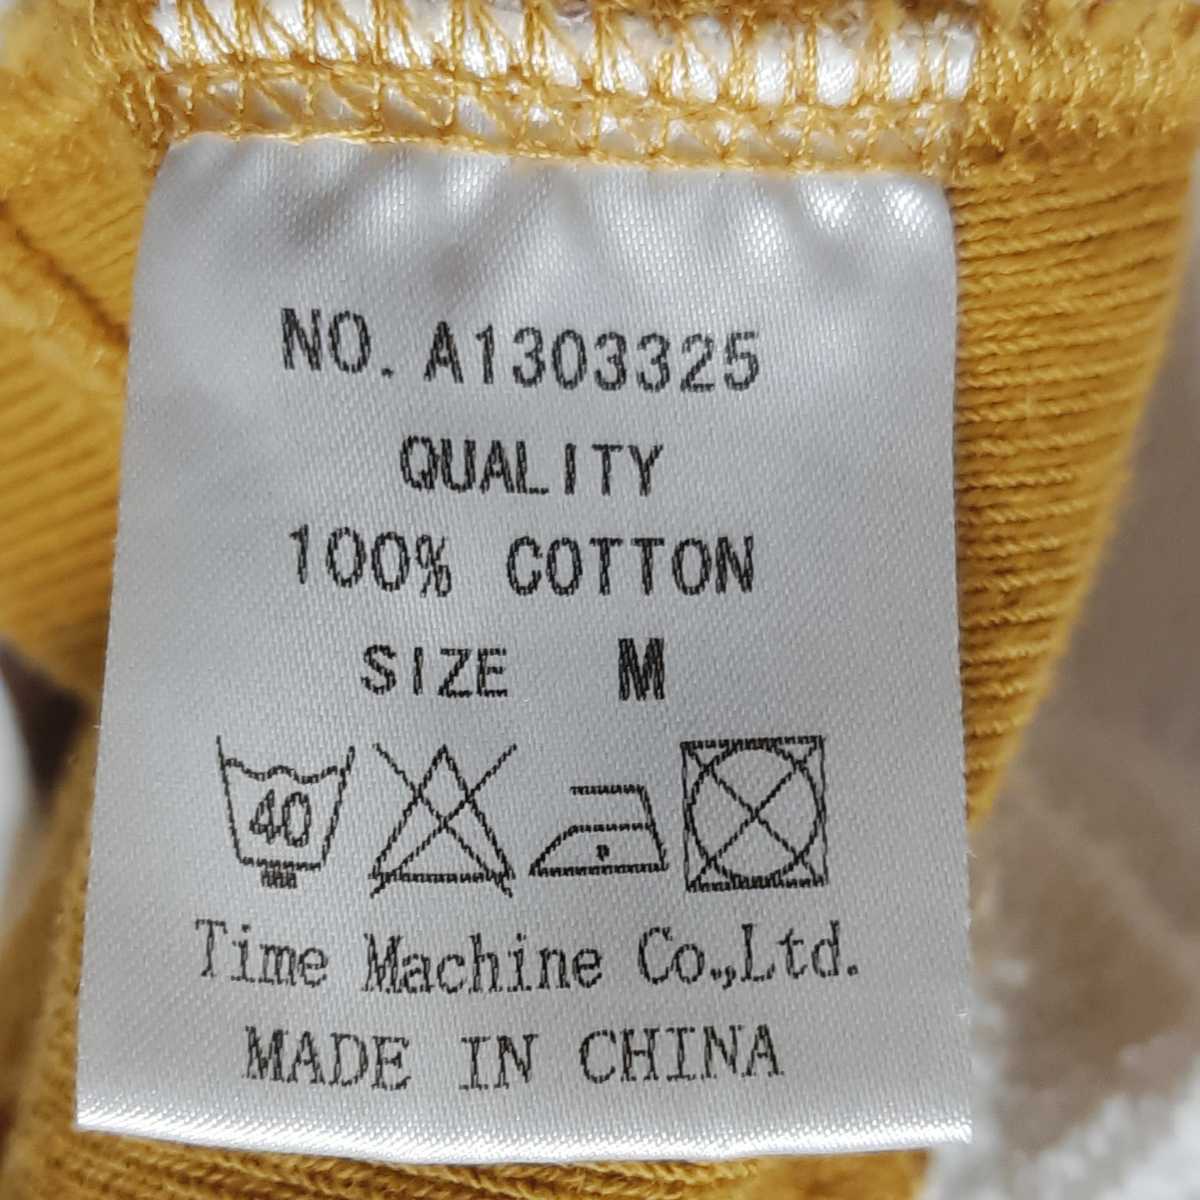 NO. A1303325
QUALITY
100% COTTON
SIZE M
40
Time Machine Co.,Ltd.
MADE IN CHINA